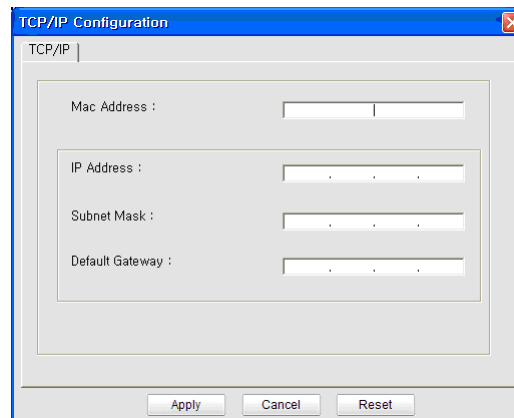 TCP/IP Configuration
TCP/IP
Mac Address :
IP Address :
. . .
Subnet Mask :
. . .
Default Gateway :
. . .
Apply Cancel Reset